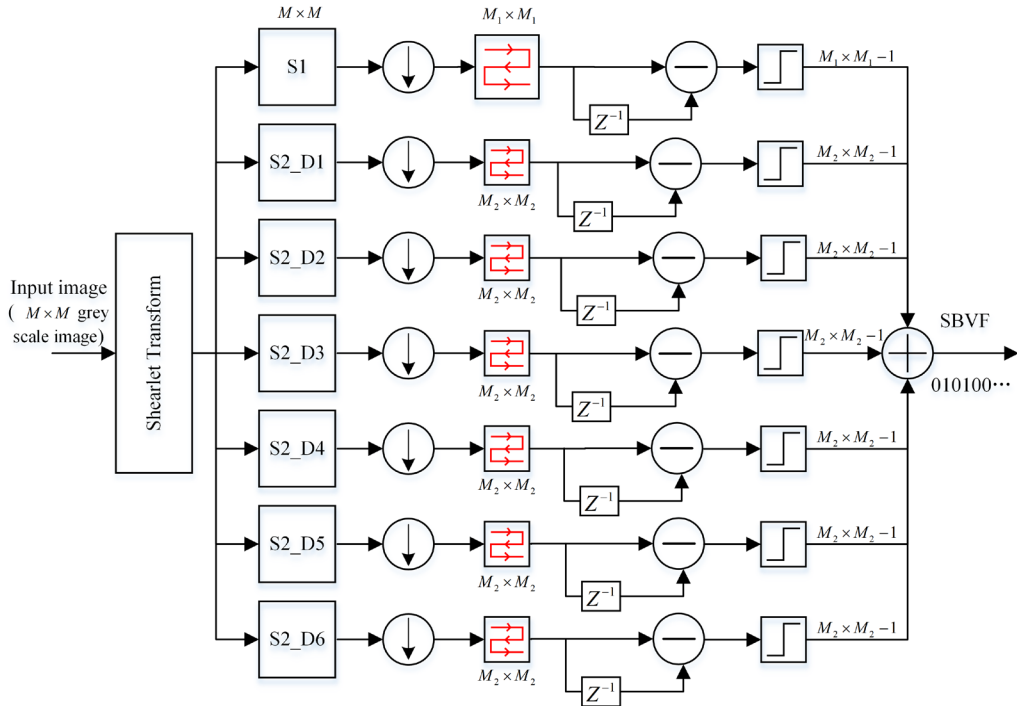 M × M
M₁ × M₁
S1
Z⁻¹
M₁ × M₁ −1
S2_D1
M₂ × M₂
Z⁻¹
M₂ × M₂ −1
S2_D2
M₂ × M₂
Z⁻¹
M₂ × M₂ −1
Input image
( M×M grey
scale image)
Shearlet Transform
S2_D3
M₂ × M₂
Z⁻¹
M₂ × M₂ −1
SBVF
010100⋯
S2_D4
M₂ × M₂
Z⁻¹
M₂ × M₂ −1
S2_D5
M₂ × M₂
Z⁻¹
M₂ × M₂ −1
S2_D6
M₂ × M₂
Z⁻¹
M₂ × M₂ −1